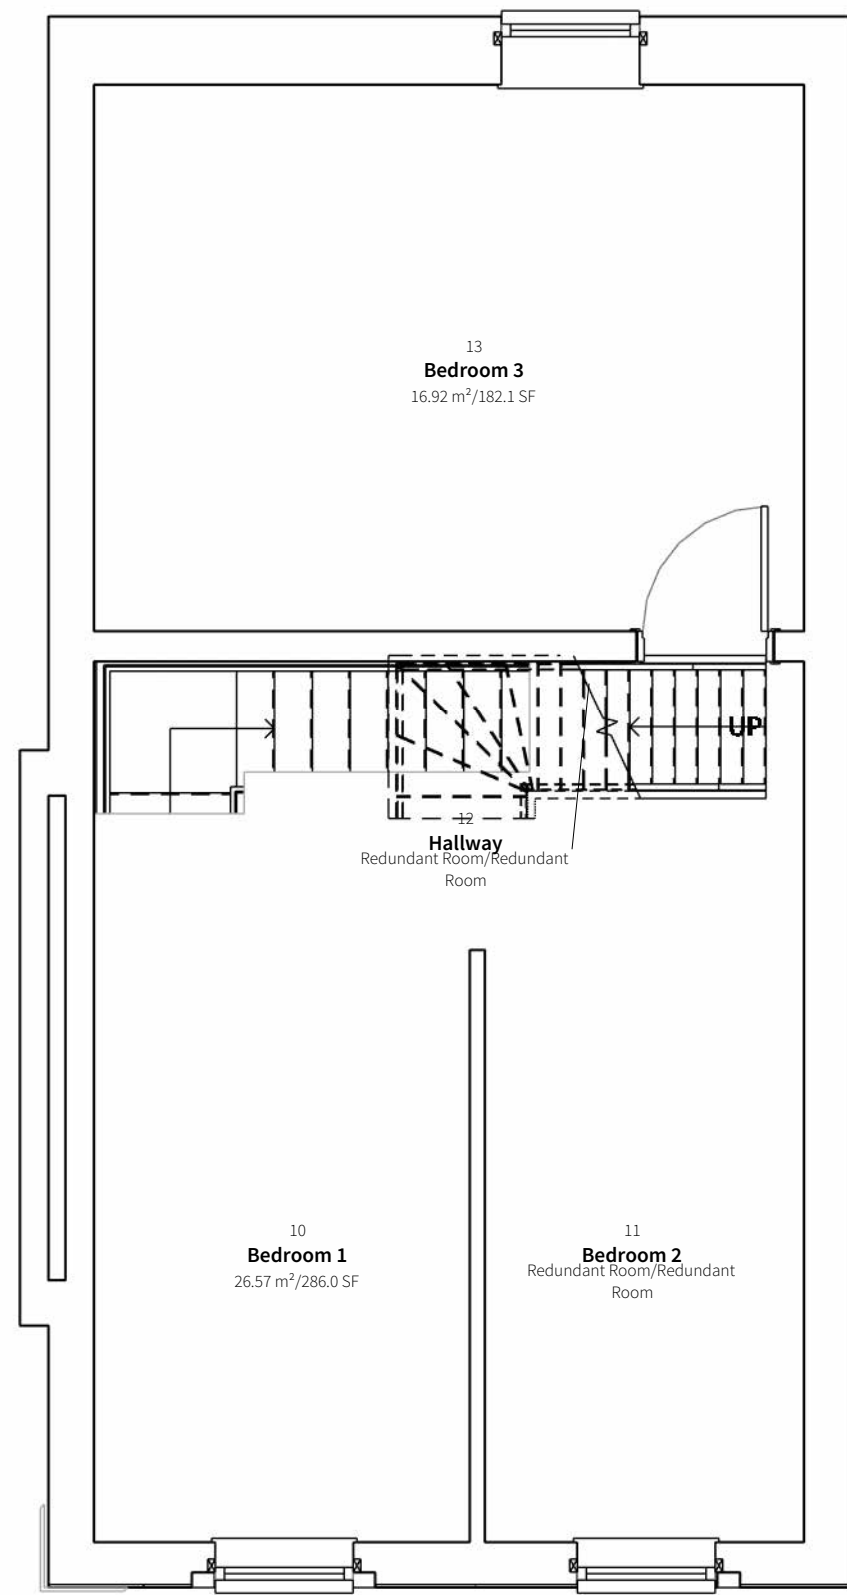 13
Bedroom 3
16.92 m²/182.1 SF
UP
12
Hallway
Redundant Room/Redundant
Room
10
Bedroom 1
26.57 m²/286.0 SF
11
Bedroom 2
Redundant Room/Redundant
Room